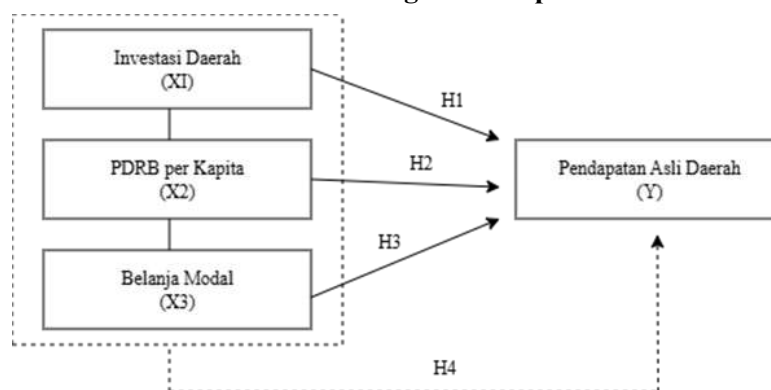 Investasi Daerah
(XI)
H1
PDRB per Kapita
(X2)
H2
Pendapatan Asli Daerah
(Y)
H3
Belanja Modal
(X3)
H4